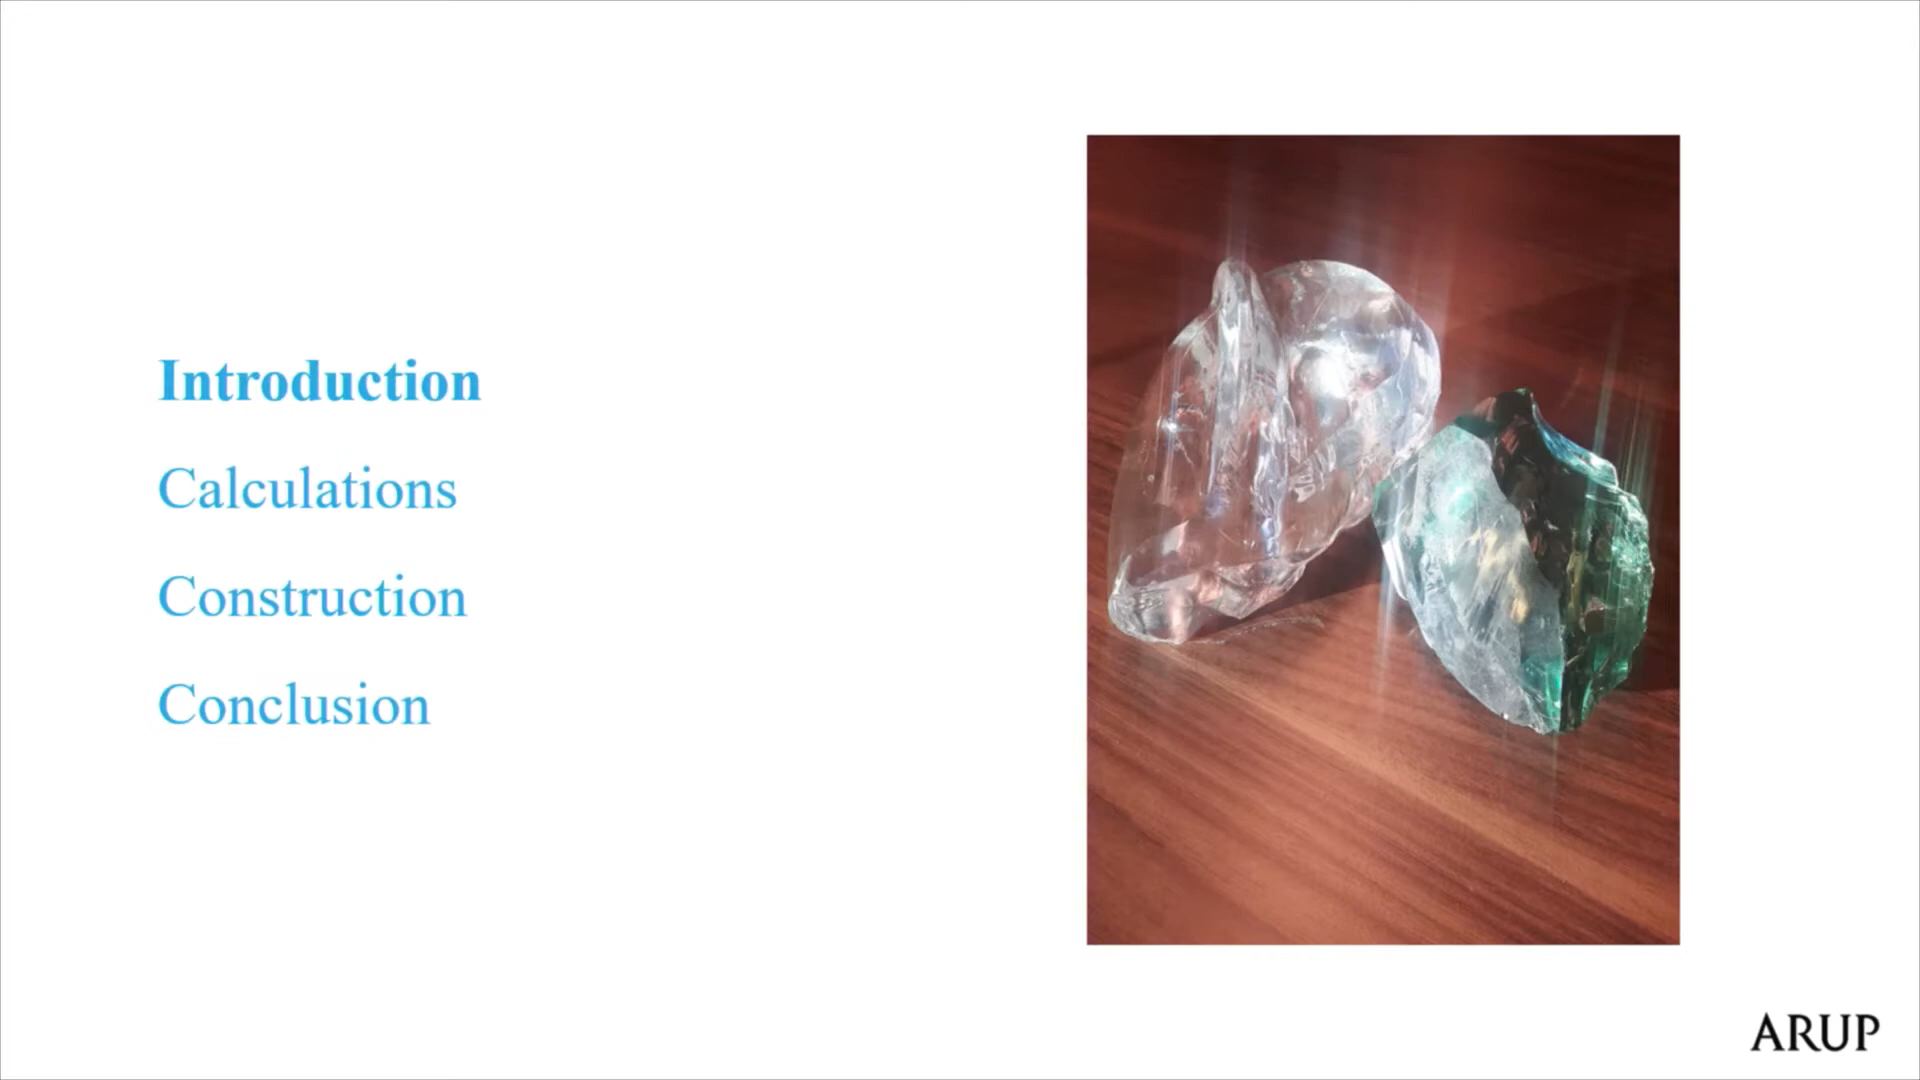 Introduction
Calculations
Construction
Conclusion
ARUP